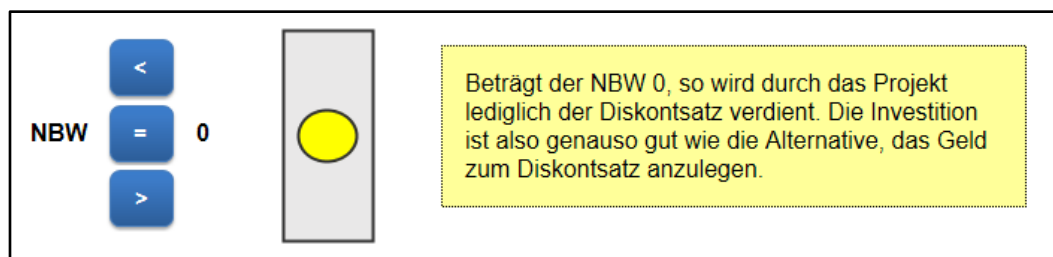 <
NBW = 0
>
Beträgt der NBW 0, so wird durch das Projekt
lediglich der Diskontsatz verdient. Die Investition
ist also genauso gut wie die Alternative, das Geld
zum Diskontsatz anzulegen.